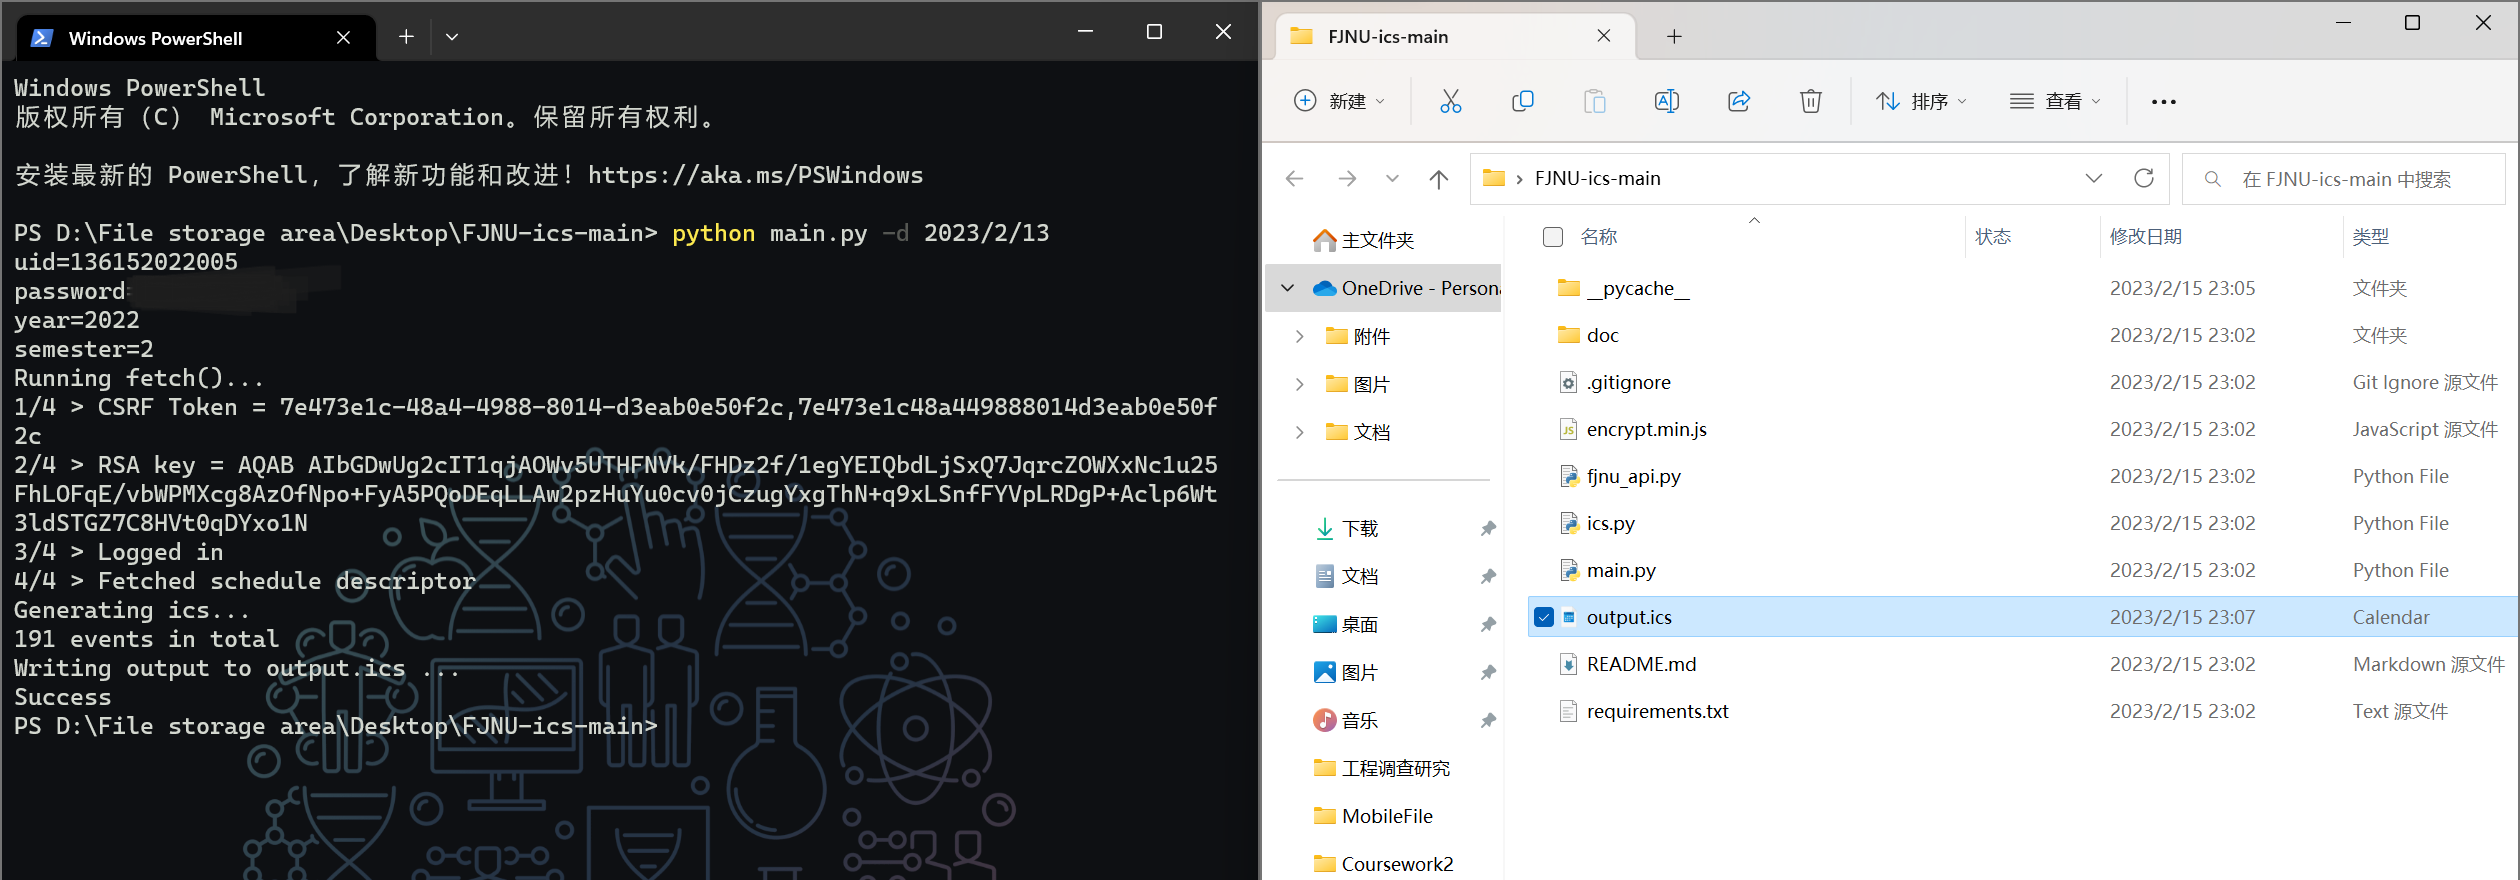 Windows PowerShell
Windows PowerShell
版权所有 (C) Microsoft Corporation。保留所有权利。
安装最新的 PowerShell，了解新功能和改进！https://aka.ms/PSWindows
PS D:\File storage area\Desktop\FJNU-ics-main> python main.py -d 2023/2/13
uid=136152022005
password=
year=2022
semester=2
Running fetch()...
1/4 > CSRF Token = 7e473e1c-48a4-4988-8014-d3eab0e50f2c,7e473e1c48a449888014d3eab0e50f
2c
2/4 > RSA key = AQAB AIbGDwUg2cIT1qjAOWv5UTHFNVk/FHDz2f/1egYEIQbdLjSxQ7JqrcZOWXxNc1u25
FhLOFqE/vbWPMXcg8AzOfNpo+FyA5PQoDEqLLAw2pzHuYu0cv0jCzugYxgThN+q9xLSnfFYVpLRDgP+Aclp6Wt
3ldSTGZ7C8HVt0qDYxo1N
3/4 > Logged in
4/4 > Fetched schedule descriptor
Generating ics...
191 events in total
Writing output to output.ics ...
Success
PS D:\File storage area\Desktop\FJNU-ics-main>
FJNU-ics-main
新建
排序
查看
FJNU-ics-main
在 FJNU-ics-main 中搜索
主文件夹
OneDrive - Persona
附件
图片
文档
下载
文档
桌面
图片
音乐
工程调查研究
MobileFile
Coursework2
名称 状态 修改日期 类型
__pycache__ 2023/2/15 23:05 文件夹
doc 2023/2/15 23:02 文件夹
.gitignore 2023/2/15 23:02 Git Ignore 源文件
encrypt.min.js 2023/2/15 23:02 JavaScript 源文件
fjnu_api.py 2023/2/15 23:02 Python File
ics.py 2023/2/15 23:02 Python File
main.py 2023/2/15 23:02 Python File
output.ics 2023/2/15 23:07 Calendar
README.md 2023/2/15 23:02 Markdown 源文件
requirements.txt 2023/2/15 23:02 Text 源文件